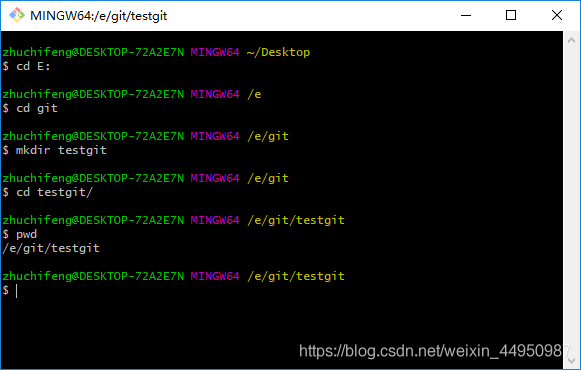 MINGW64:/e/git/testgit
zhuchifeng@DESKTOP-72A2E7N MINGW64 ~/Desktop
$ cd E:
zhuchifeng@DESKTOP-72A2E7N MINGW64 /e
$ cd git
zhuchifeng@DESKTOP-72A2E7N MINGW64 /e/git
$ mkdir testgit
zhuchifeng@DESKTOP-72A2E7N MINGW64 /e/git
$ cd testgit/
zhuchifeng@DESKTOP-72A2E7N MINGW64 /e/git/testgit
$ pwd
/e/git/testgit
zhuchifeng@DESKTOP-72A2E7N MINGW64 /e/git/testgit
$
https://blog.csdn.net/weixin_44950987